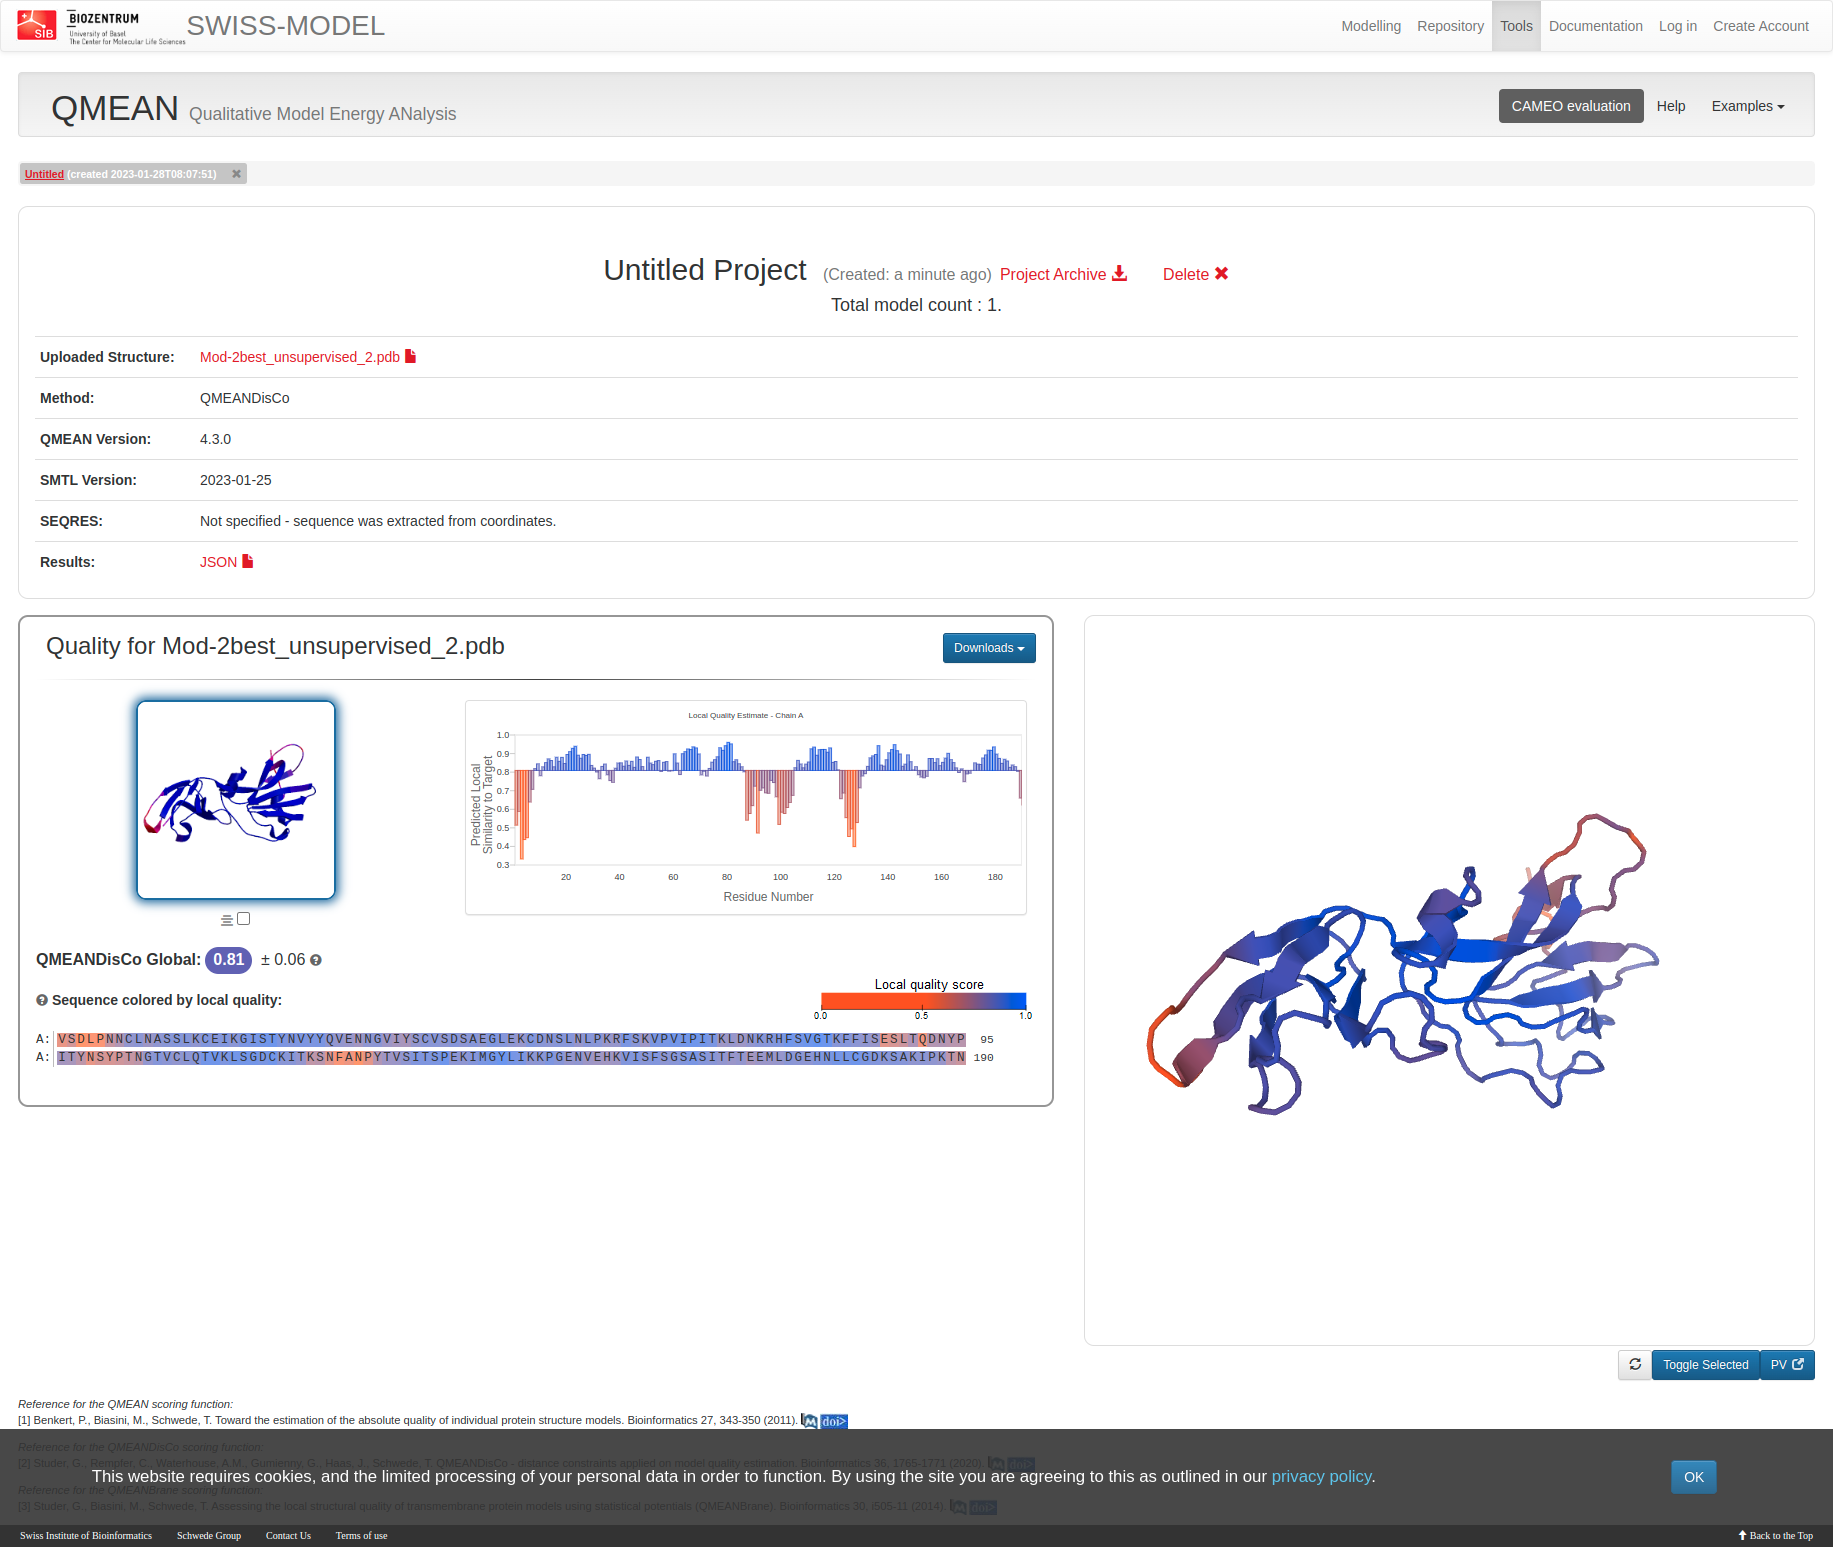 SIB
BIOZENTRUM
University of Basel
The Center for Molecular Life Sciences
SWISS-MODEL
Modelling Repository Tools Documentation Log in Create Account
QMEAN Qualitative Model Energy ANalysis
CAMEO evaluation Help Examples
Untitled (created 2023-01-28T08:07:51) ✖
Untitled Project (Created: a minute ago) Project Archive Delete ✖
Total model count : 1.
Uploaded Structure: Mod-2best_unsupervised_2.pdb
Method: QMEANDisCo
QMEAN Version: 4.3.0
SMTL Version: 2023-01-25
SEQRES: Not specified - sequence was extracted from coordinates.
Results: JSON
Quality for Mod-2best_unsupervised_2.pdb
Downloads
Local Quality Estimate - Chain A
Predicted Local
Similarity to Target
1.0
0.9
0.8
0.7
0.6
0.5
0.4
0.3
20 40 60 80 100 120 140 160 180
Residue Number
QMEANDisCo Global: 0.81 ± 0.06
Sequence colored by local quality:
Local quality score
0.0 0.5 1.0
A: VSDLPNNCLNASSLKCEIKGISTYNVYYQVENNGVIYSCVSDSAEGLEKCDNSLNLPKRFSKVPVIPITKLDNKRHFSVGTKFFISESLTQDNYP 95
A: ITYNSYPTNGTVCLQTVKLSGDCKITKSNFANPYTVSITSPEKIMGYLIKKPGENVEHKVISFSGSASITFTEEMLDGEHNLLCGDKSAKIPKTN 190
Toggle Selected PV
Reference for the QMEAN scoring function:
[1] Benkert, P., Biasini, M., Schwede, T. Toward the estimation of the absolute quality of individual protein structure models. Bioinformatics 27, 343-350 (2011). M doi>
Reference for the QMEANDisCo scoring function:
[2] Studer, G., Rempfer, C., Waterhouse, A.M., Gumienny, G., Haas, J., Schwede, T. QMEANDisCo - distance constraints applied on model quality estimation. Bioinformatics 36, 1765-1771 (2020). M doi>
This website requires cookies, and the limited processing of your personal data in order to function. By using the site you are agreeing to this as outlined in our privacy policy.
OK
Reference for the QMEANBrane scoring function:
[3] Studer, G., Biasini, M., Schwede, T. Assessing the local structural quality of transmembrane protein models using statistical potentials (QMEANBrane). Bioinformatics 30, i505-11 (2014). M doi>
Swiss Institute of Bioinformatics Schwede Group Contact Us Terms of use Back to the Top